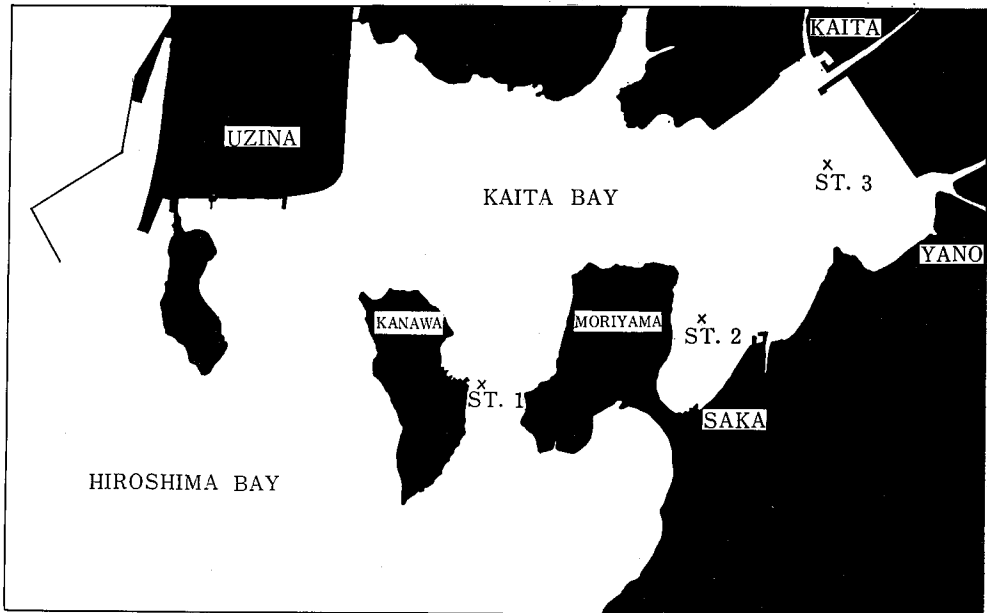 KAITA
UZINA
ST. 3
KAITA BAY
YANO
KANAWA
MORIYAMA
ST. 2
ST. 1
SAKA
HIROSHIMA BAY